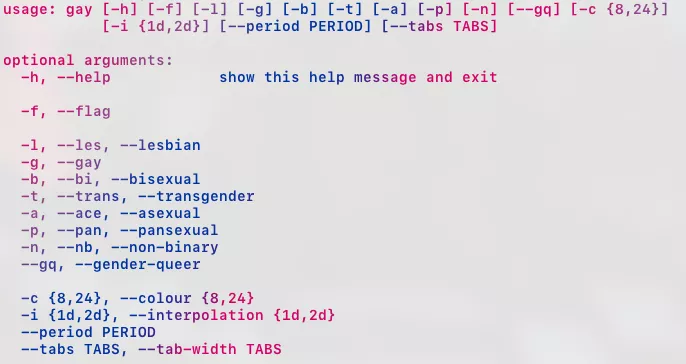 usage: gay [-h] [-f] [-l] [-g] [-b] [-t] [-a] [-p] [-n] [--gq] [-c {8,24}]
[-i {1d,2d}] [--period PERIOD] [--tabs TABS]
optional arguments:
-h, --help show this help message and exit
-f, --flag
-l, --les, --lesbian
-g, --gay
-b, --bi, --bisexual
-t, --trans, --transgender
-a, --ace, --asexual
-p, --pan, --pansexual
-n, --nb, --non-binary
--gq, --gender-queer
-c {8,24}, --colour {8,24}
-i {1d,2d}, --interpolation {1d,2d}
--period PERIOD
--tabs TABS, --tab-width TABS